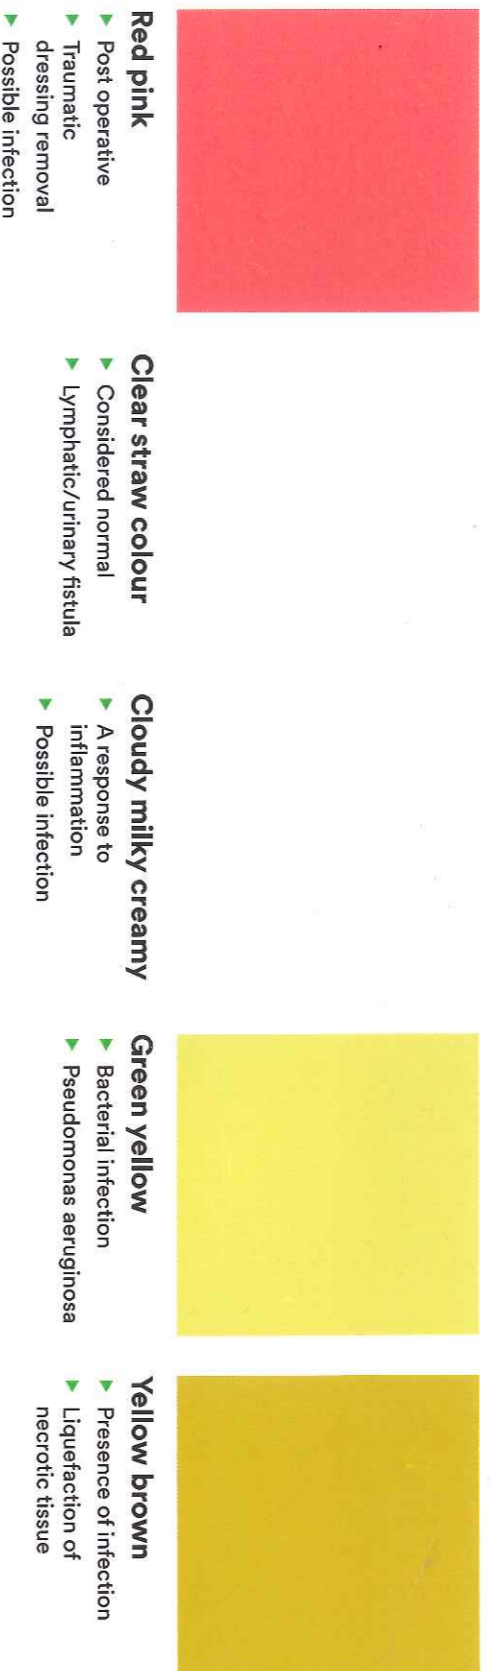 Red pink
▸ Post operative
▸ Traumatic
dressing removal
▸ Possible infection
Clear straw colour
▸ Considered normal
▸ Lymphatic/urinary fistula
Cloudy milky creamy
▸ A response to
inflammation
▸ Possible infection
Green yellow
▸ Bacterial infection
▸ Pseudomonas aeruginosa
Yellow brown
▸ Presence of infection
▸ Liquefaction of
necrotic tissue